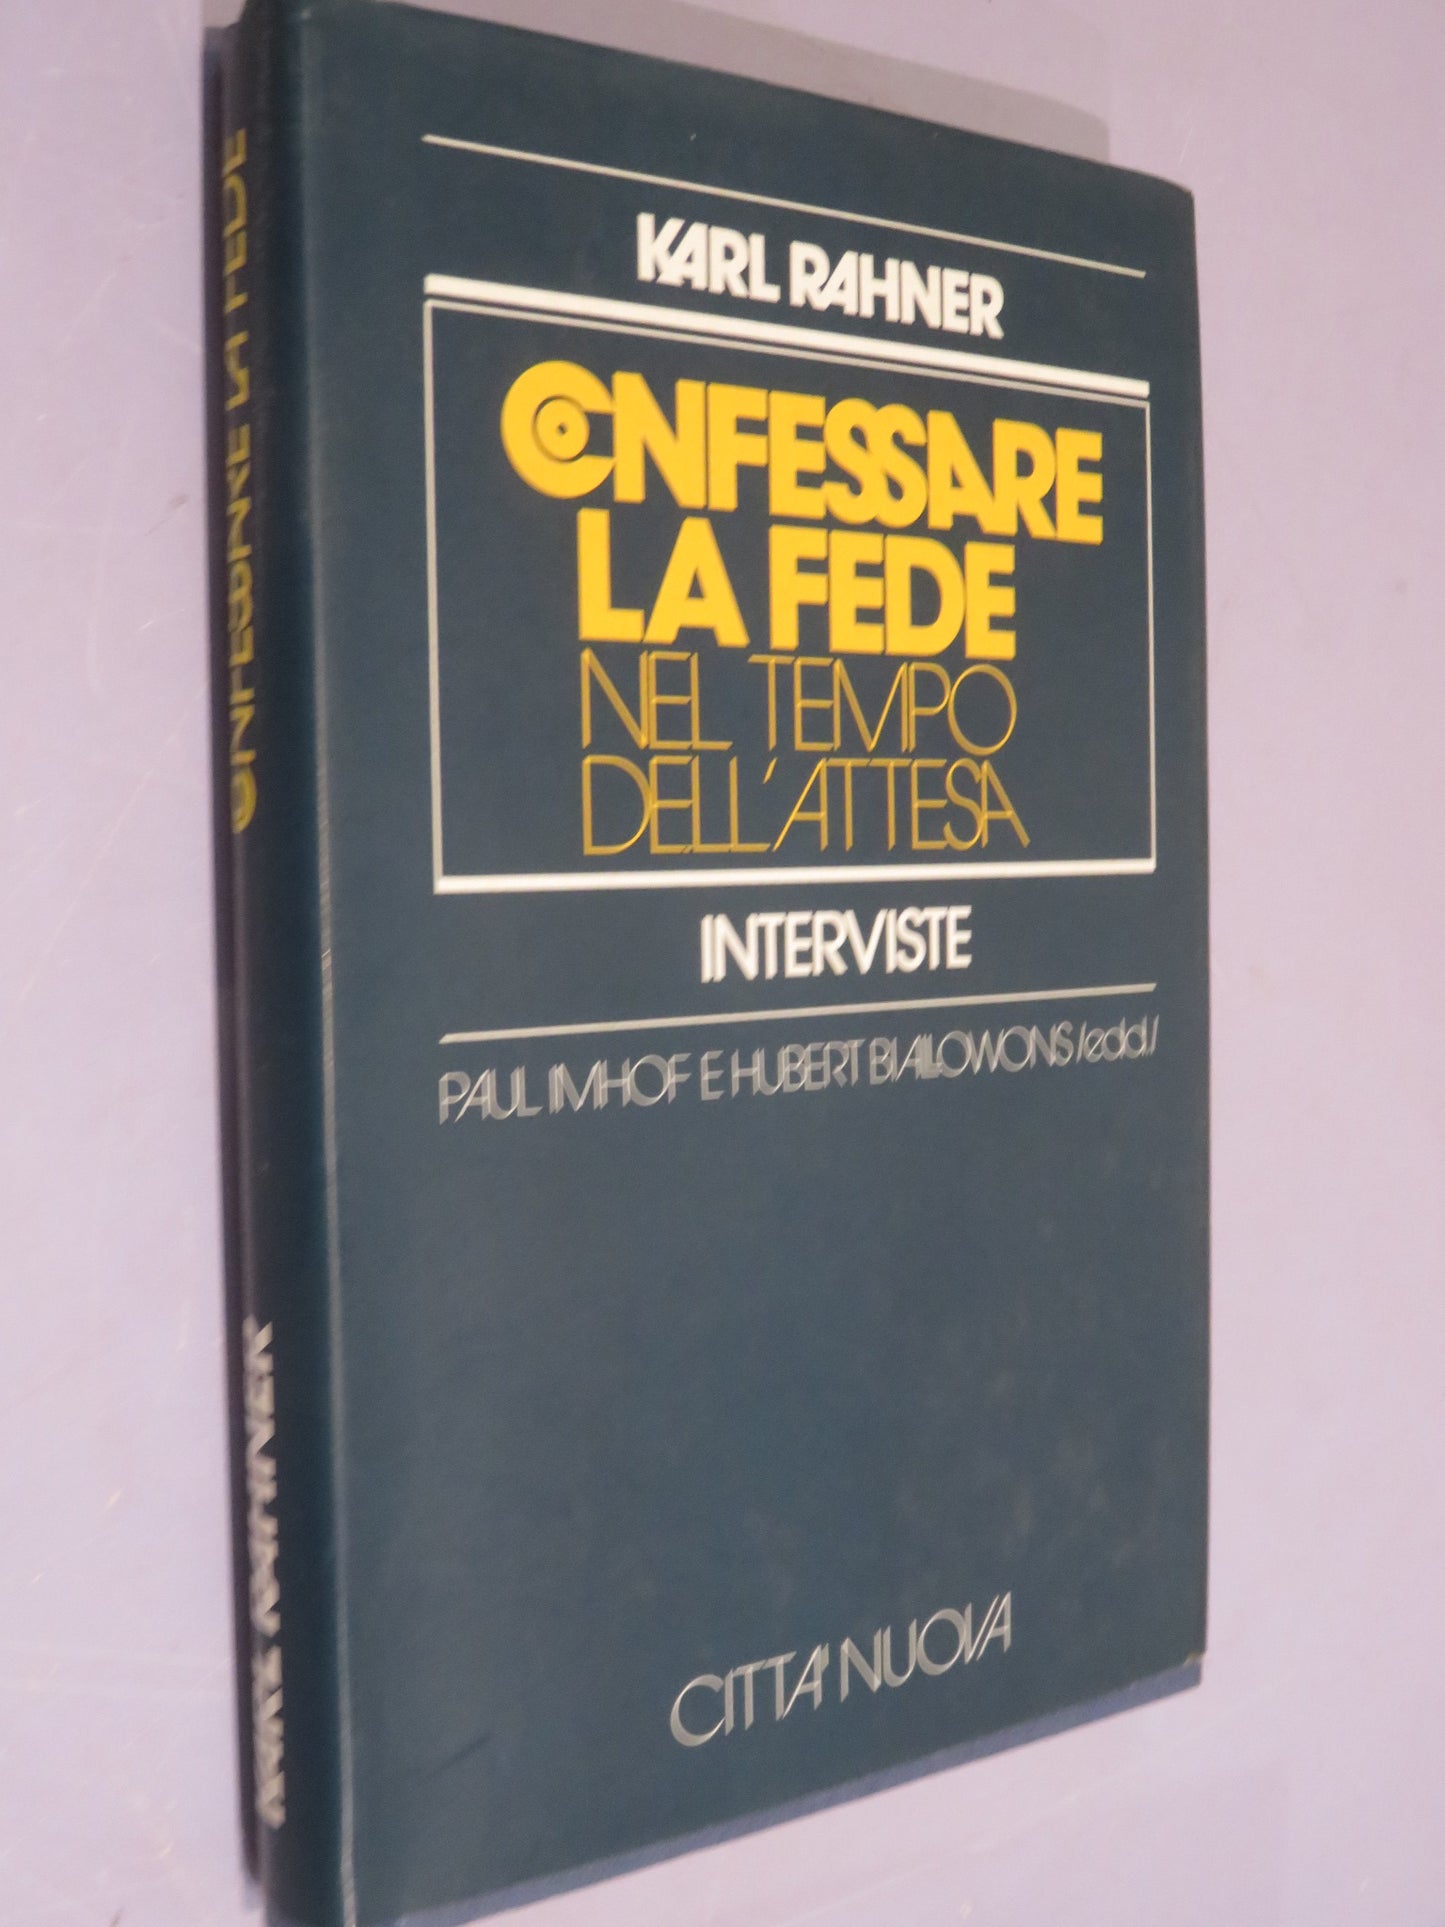 KARL RAHNER
CONFESSARE
LA FEDE
NEL TEMPO
DELL'ATTESA
INTERVISTE
PAUL IMHOF E HUBERT BIALLOWONS /edd/
CITTA' NUOVA
CONFESSARE LA FEDE
KARL RAHNER